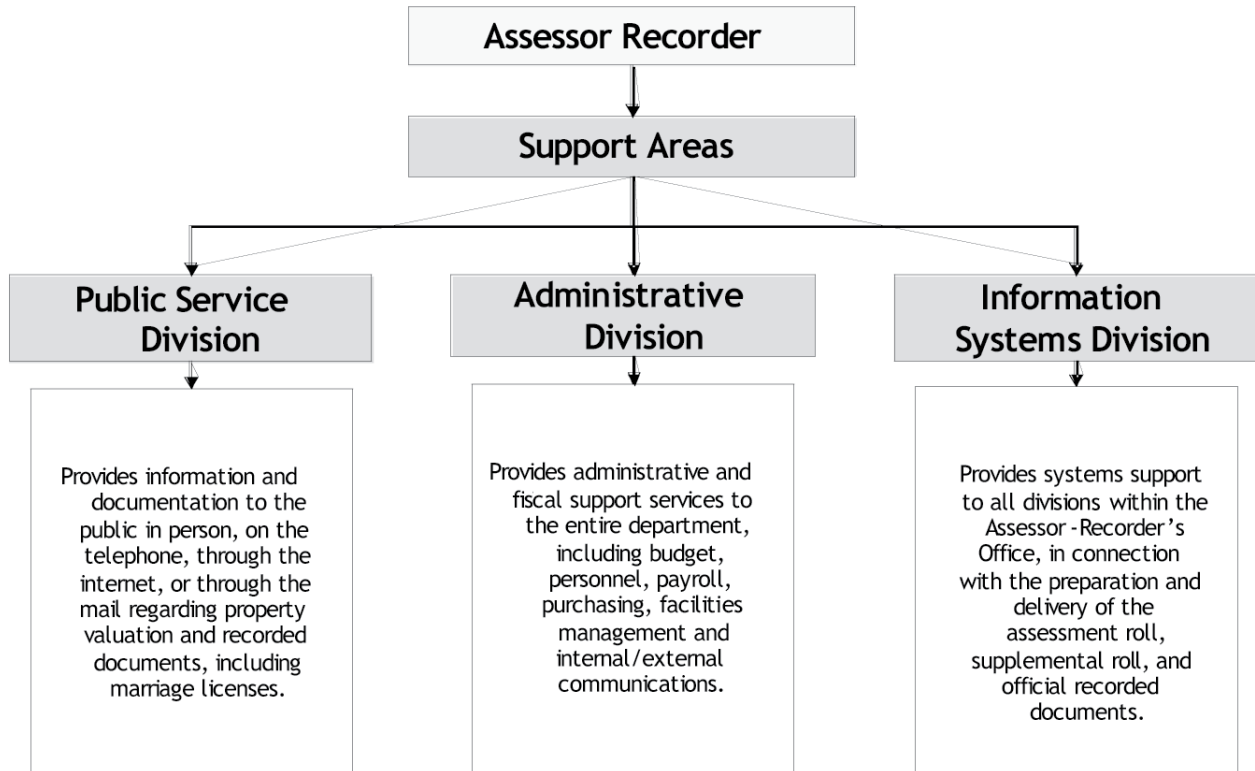 Assessor Recorder
Support Areas
Public Service
Division
Provides information and
documentation to the
public in person, on the
telephone, through the
internet, or through the
mail regarding property
valuation and recorded
documents, including
marriage licenses.
Administrative
Division
Provides administrative and
fiscal support services to
the entire department,
including budget,
personnel, payroll,
purchasing, facilities
management and
internal/external
communications.
Information
Systems Division
Provides systems support
to all divisions within the
Assessor-Recorder’s
Office, in connection
with the preparation and
delivery of the
assessment roll,
supplemental roll, and
official recorded
documents.